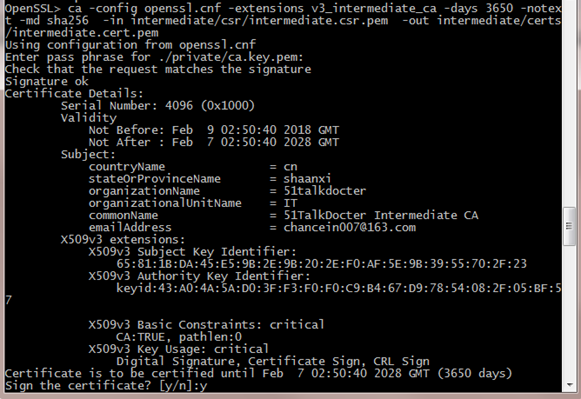 OpenSSL> ca -config openssl.cnf -extensions v3_intermediate_ca -days 3650 -notex
t -md sha256  -in intermediate/csr/intermediate.csr.pem  -out intermediate/certs
/intermediate.cert.pem
Using configuration from openssl.cnf
Enter pass phrase for ./private/ca.key.pem:
Check that the request matches the signature
Signature ok
Certificate Details:
        Serial Number: 4096 (0x1000)
        Validity
            Not Before: Feb  9 02:50:40 2018 GMT
            Not After : Feb  7 02:50:40 2028 GMT
        Subject:
            countryName               = cn
            stateOrProvinceName       = shaanxi
            organizationName          = 51talkdocter
            organizationalUnitName    = IT
            commonName                = 51TalkDocter Intermediate CA
            emailAddress              = chancein007@163.com
        X509v3 extensions:
            X509v3 Subject Key Identifier:
                65:81:1B:DA:45:E5:9B:2E:9B:20:2E:F0:AF:5E:9B:39:55:70:2F:23
            X509v3 Authority Key Identifier:
                keyid:43:A0:4A:5A:D0:3F:F3:F0:F0:C9:B4:67:D9:78:54:08:2F:05:BF:5
7

            X509v3 Basic Constraints: critical
                CA:TRUE, pathlen:0
            X509v3 Key Usage: critical
                Digital Signature, Certificate Sign, CRL Sign
Certificate is to be certified until Feb  7 02:50:40 2028 GMT (3650 days)
Sign the certificate? [y/n]:y